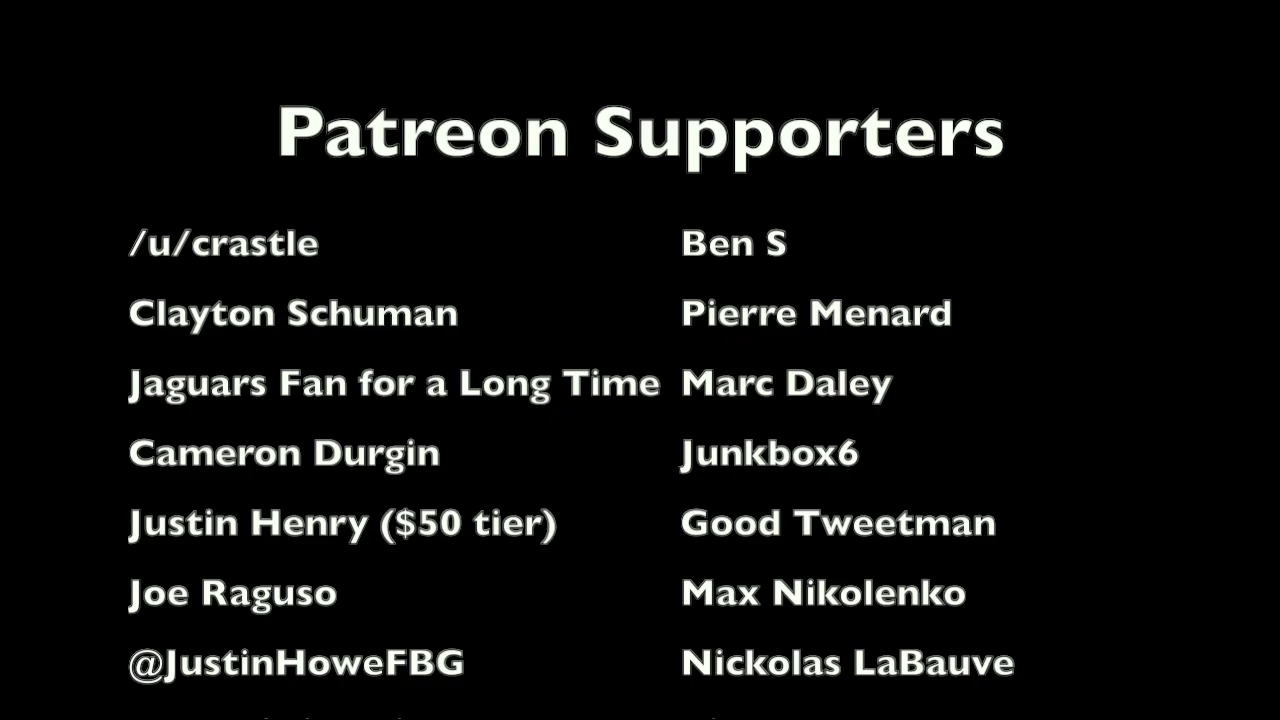 Patreon Supporters
/u/crastle
Ben S
Clayton Schuman
Pierre Menard
Jaguars Fan for a Long Time
Marc Daley
Cameron Durgin
Junkbox6
Justin Henry ($50 tier)
Good Tweetman
Joe Raguso
Max Nikolenko
@JustinHoweFBG
Nickolas LaBauve